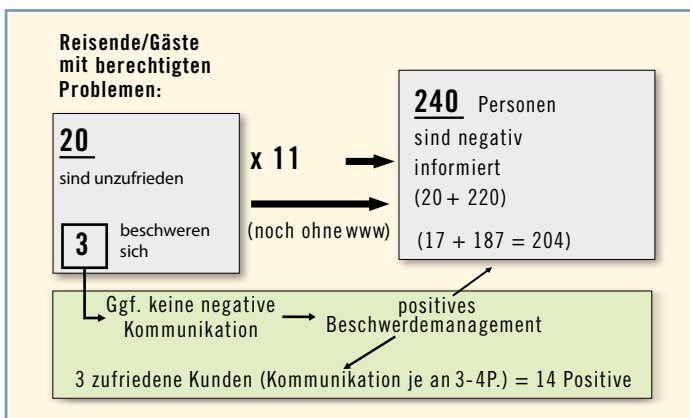 Reisende/Gäste
mit berechtigten
Problemen:
20
sind unzufrieden
3 beschweren
sich
x 11
(noch ohne www)
240 Personen
sind negativ
informiert
(20 + 220)
(17 + 187 = 204)
Ggf. keine negative
Kommunikation
positives
Beschwerdemanagement
3 zufriedene Kunden (Kommunikation je an 3-4P.) = 14 Positive